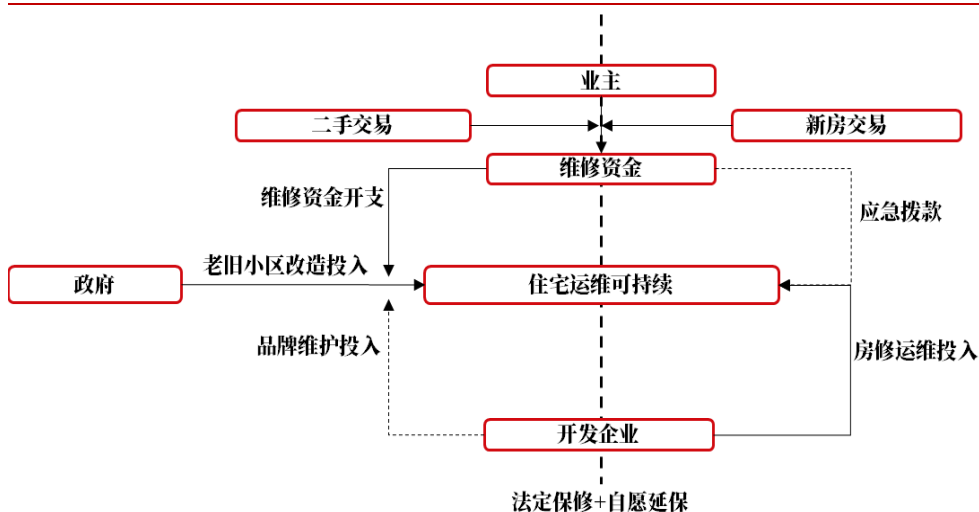 业主
二手交易
新房交易
维修资金
维修资金开支
应急拨款
老旧小区改造投入
政府
住宅运维可持续
品牌维护投入
房修运维投入
开发企业
法定保修+自愿延保